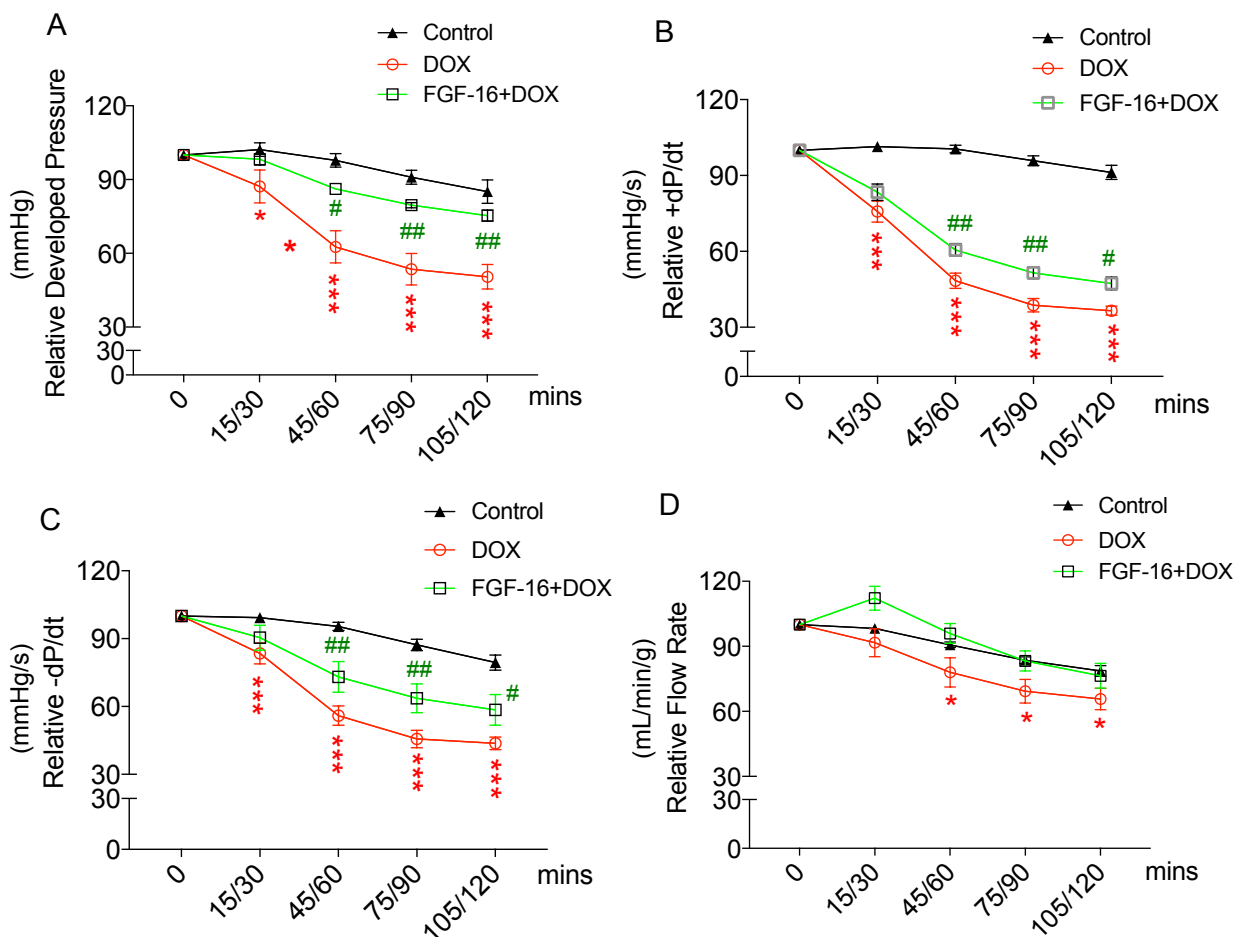 A
Control
DOX
FGF-16+DOX
Relative Developed Pressure
(mmHg)
120
90
60
30
30
0
*
*
#
***
##
***
##
***
0
15/30
45/60
75/90
105/120
mins
B
Control
DOX
FGF-16+DOX
Relative +dP/dt
(mmHg/s)
120
90
60
30
0
***
##
***
##
***
#
***
0
15/30
45/60
75/90
105/120
mins
C
Control
DOX
FGF-16+DOX
Relative -dP/dt
(mmHg/s)
120
90
60
30
30
0
***
##
***
##
***
#
***
0
15/30
45/60
75/90
105/120
mins
D
Control
DOX
FGF-16+DOX
Relative Flow Rate
(mL/min/g)
120
90
60
30
30
0
*
*
*
0
15/30
45/60
75/90
105/120
mins